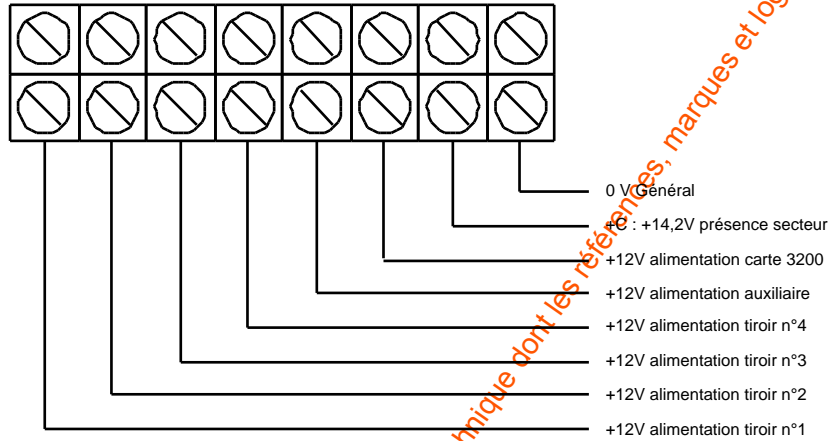 0 V Général
+C : +14,2V présence secteur
+12V alimentation carte 3200
+12V alimentation auxiliaire
+12V alimentation tiroir n°4
+12V alimentation tiroir n°3
+12V alimentation tiroir n°2
+12V alimentation tiroir n°1
hnique dont les références, marques et log